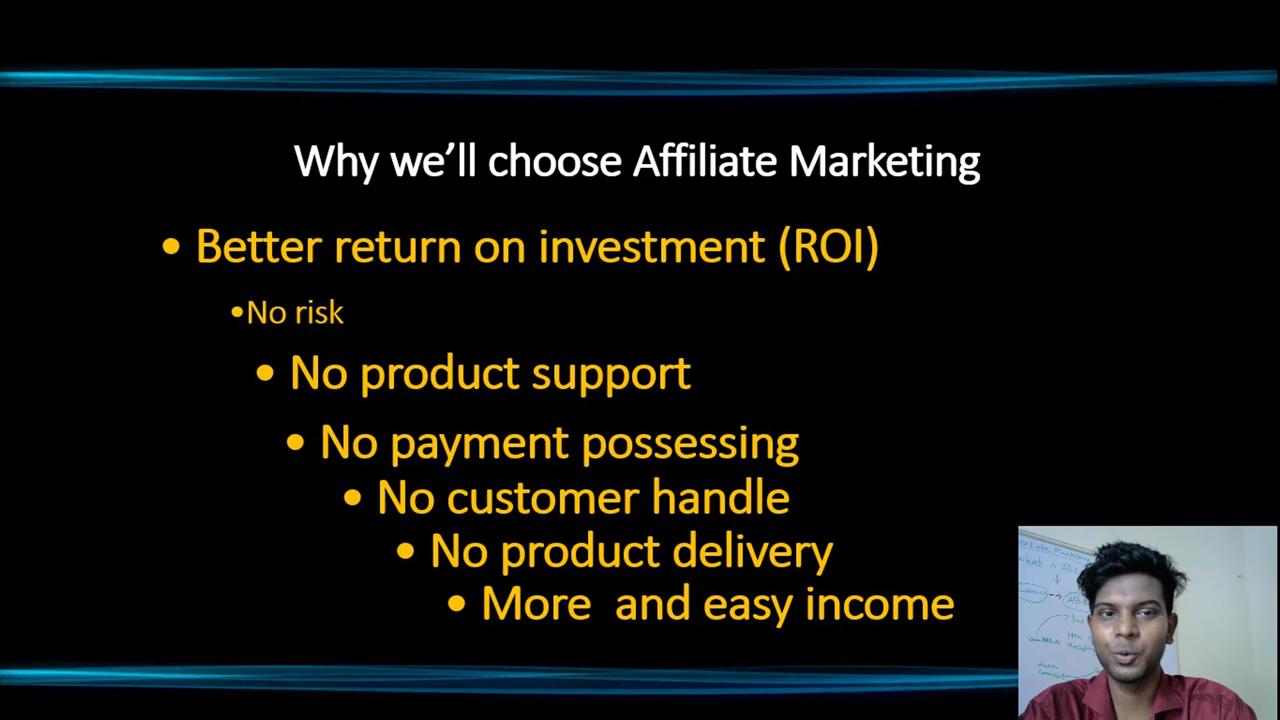 Why we’ll choose Affiliate Marketing
• Better return on investment (ROI)
•No risk
• No product support
• No payment possessing
• No customer handle
• No product delivery
• More and easy income